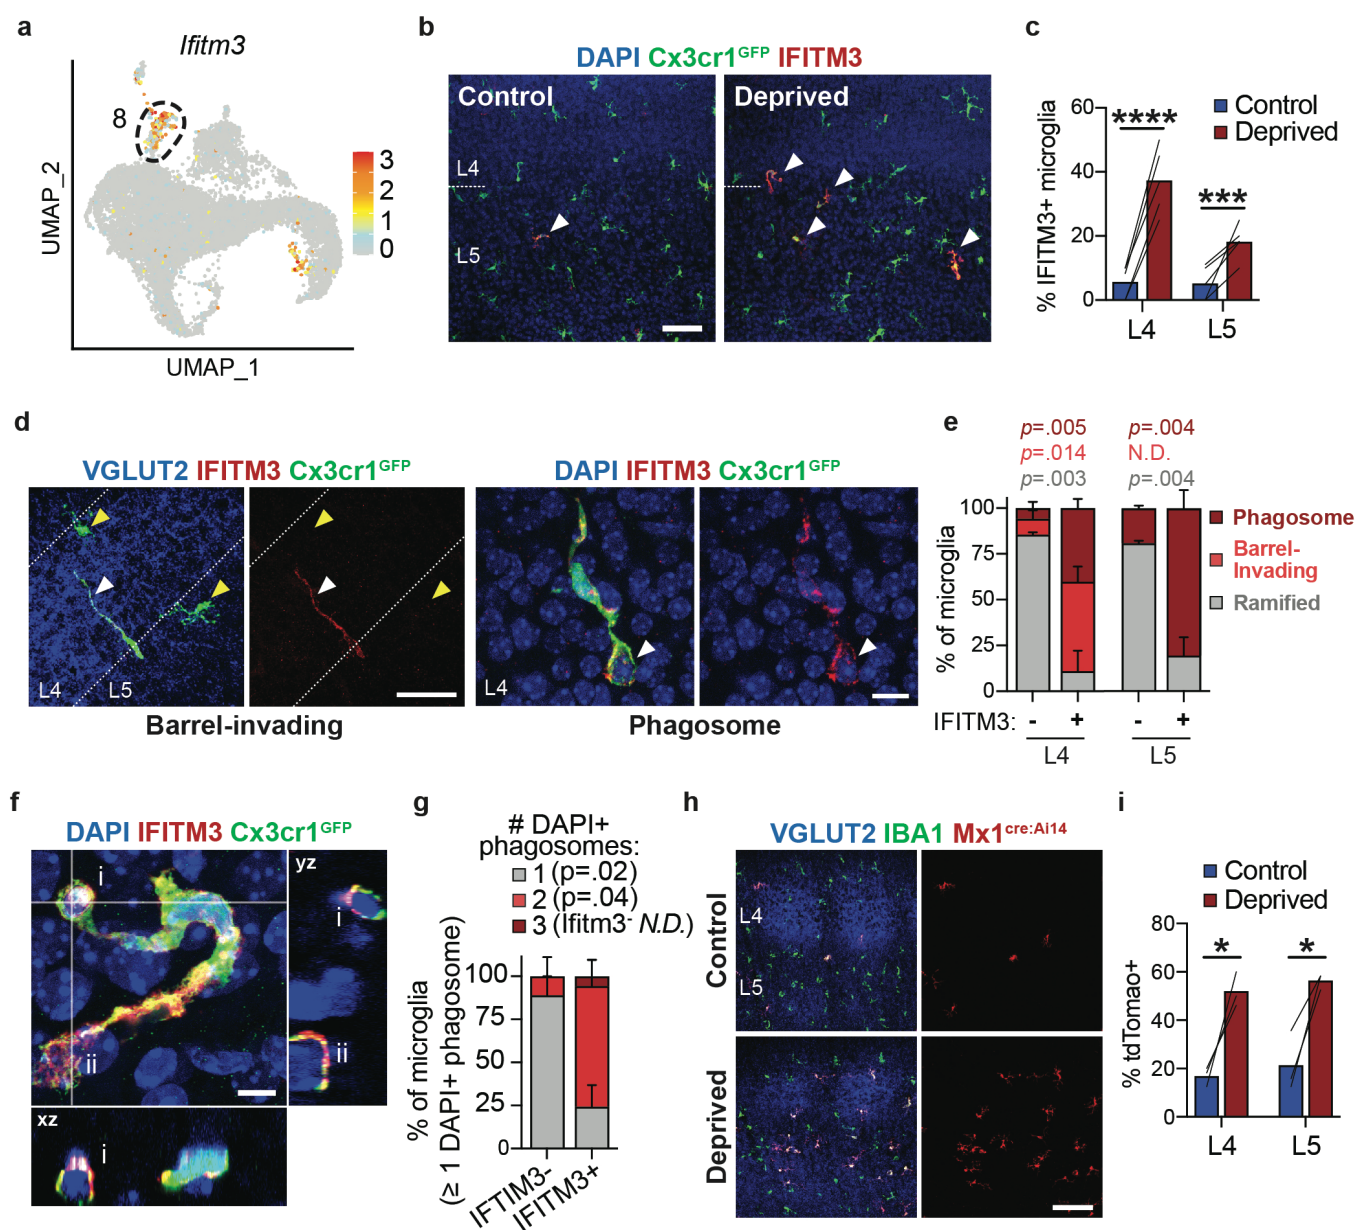 a
Ifitm3
8
UMAP_2
UMAP_1
3
2
1
0
b
DAPI Cx3cr1GFP IFITM3
Control
Deprived
L4
L5
c
Control
Deprived
% IFITM3+ microglia
60
40
20
0
****
***
L4
L5
d
VGLUT2 IFITM3 Cx3cr1GFP
L4
L5
Barrel-invading
DAPI IFITM3 Cx3cr1GFP
L4
Phagosome
e
p=.005
p=.004
p=.014
N.D.
p=.003
p=.004
% of microglia
100
75
50
25
0
Phagosome
Barrel-
Invading
Ramified
IFITM3: - + - +
L4
L5
f
DAPI IFITM3 Cx3cr1GFP
i
ii
yz
i
ii
xz
i
g
# DAPI+
phagosomes:
1 (p=.02)
2 (p=.04)
3 (Ifitm3- N.D.)
% of microglia
(≥ 1 DAPI+ phagosome)
100
75
50
25
0
IFTIM3-
IFITM3+
h
VGLUT2 IBA1 Mx1cre:Ai14
Control
L4
L5
Deprived
i
Control
Deprived
% tdTomao+
80
60
40
20
0
*
*
L4
L5